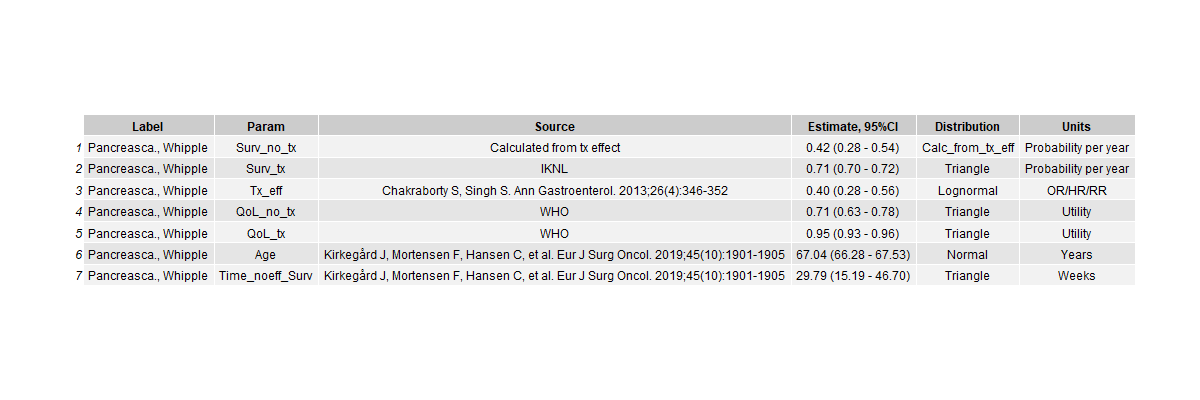 Label Param Source Estimate, 95%CI Distribution Units
1 Pancreasca., Whipple Surv_no_tx Calculated from tx effect 0.42 (0.28 - 0.54) Calc_from_tx_eff Probability per year
2 Pancreasca., Whipple Surv_tx IKNL 0.71 (0.70 - 0.72) Triangle Probability per year
3 Pancreasca., Whipple Tx_eff Chakraborty S, Singh S. Ann Gastroenterol. 2013;26(4):346-352 0.40 (0.28 - 0.56) Lognormal OR/HR/RR
4 Pancreasca., Whipple QoL_no_tx WHO 0.71 (0.63 - 0.78) Triangle Utility
5 Pancreasca., Whipple QoL_tx WHO 0.95 (0.93 - 0.96) Triangle Utility
6 Pancreasca., Whipple Age Kirkegård J, Mortensen F, Hansen C, et al. Eur J Surg Oncol. 2019;45(10):1901-1905 67.04 (66.28 - 67.53) Normal Years
7 Pancreasca., Whipple Time_noeff_Surv Kirkegård J, Mortensen F, Hansen C, et al. Eur J Surg Oncol. 2019;45(10):1901-1905 29.79 (15.19 - 46.70) Triangle Weeks